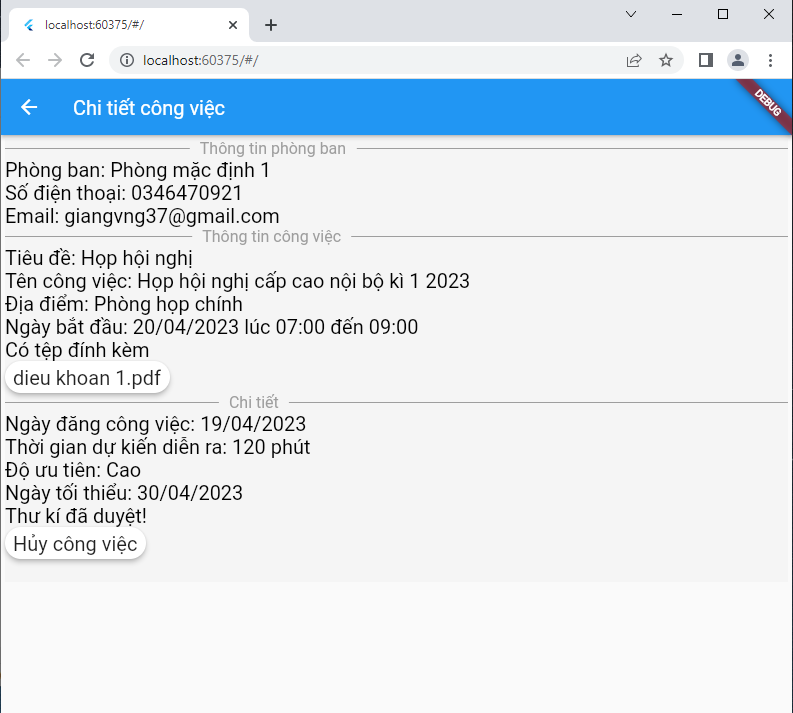 localhost:60375/#/
localhost:60375/#/
Chi tiết công việc
DEBUG
Thông tin phòng ban
Phòng ban: Phòng mặc định 1
Số điện thoại: 0346470921
Email: giangvng37@gmail.com
Thông tin công việc
Tiêu đề: Họp hội nghị
Tên công việc: Họp hội nghị cấp cao nội bộ kì 1 2023
Địa điểm: Phòng họp chính
Ngày bắt đầu: 20/04/2023 lúc 07:00 đến 09:00
Có tệp đính kèm
dieu khoan 1.pdf
Chi tiết
Ngày đăng công việc: 19/04/2023
Thời gian dự kiến diễn ra: 120 phút
Độ ưu tiên: Cao
Ngày tối thiểu: 30/04/2023
Thư kí đã duyệt!
Hủy công việc